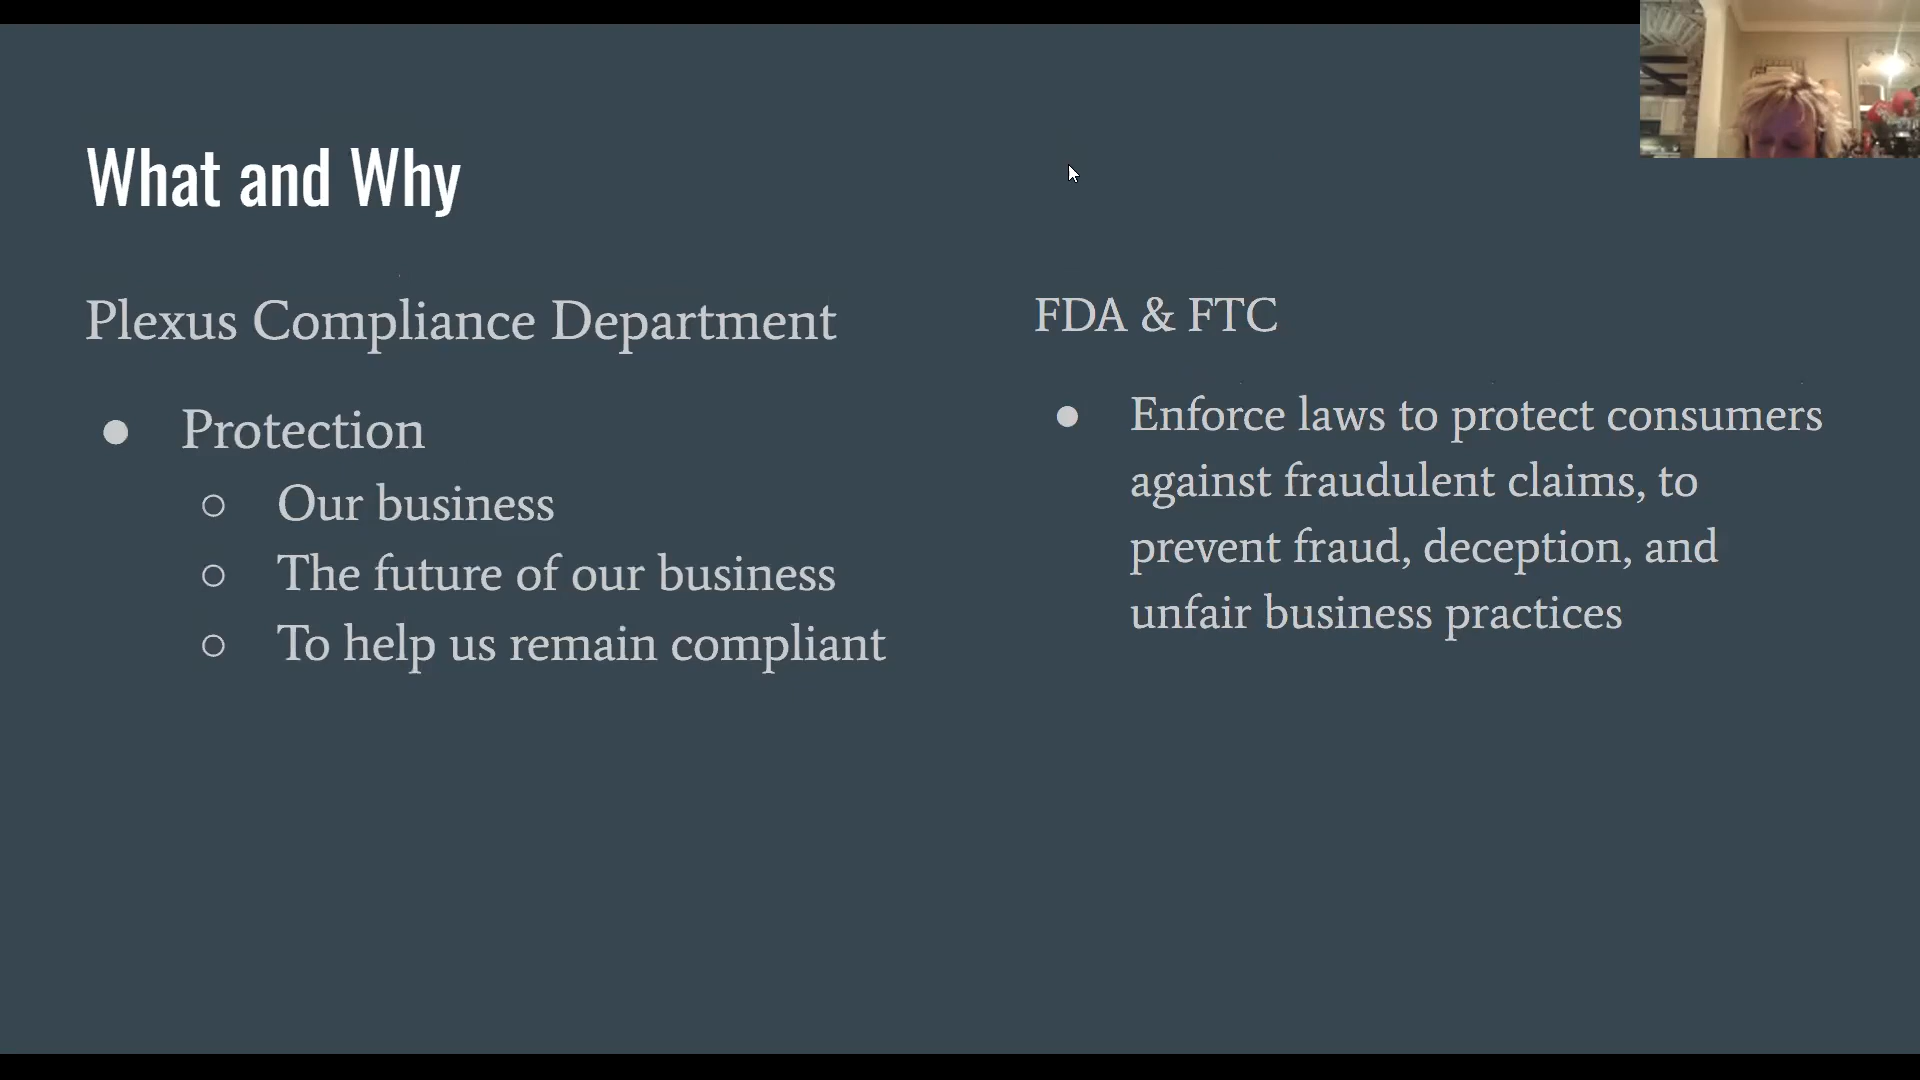 What and Why
Plexus Compliance Department
● Protection
○ Our business
○ The future of our business
○ To help us remain compliant
FDA & FTC
● Enforce laws to protect consumers
against fraudulent claims, to
prevent fraud, deception, and
unfair business practices